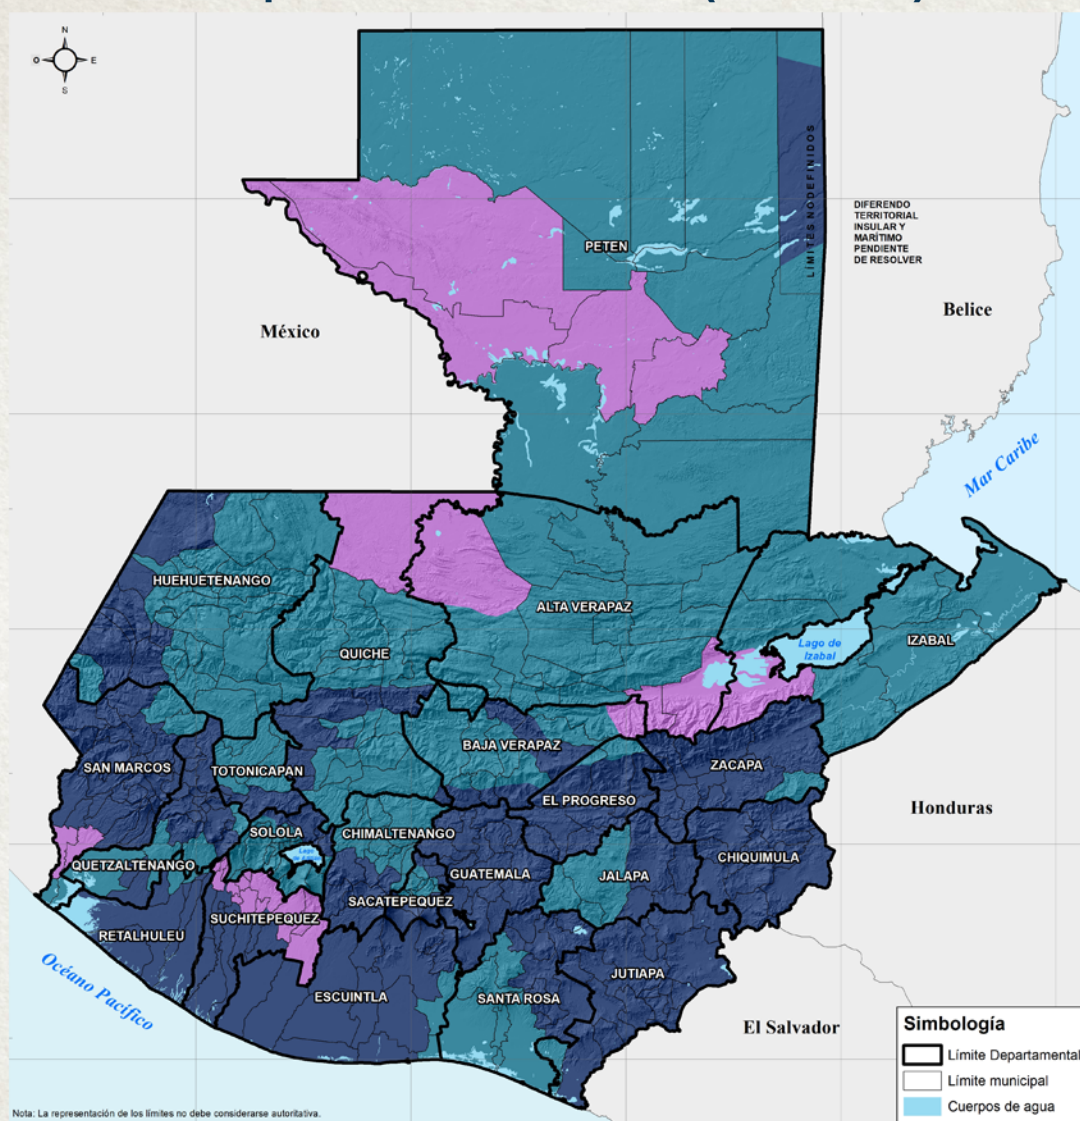 N
O
E
S
LÍMITES NO DEFINIDOS
DIFERENDO
TERRITORIAL
INSULAR Y
MARÍTIMO
PENDIENTE
DE RESOLVER
PETEN
México
Belice
Mar Caribe
HUEHUETENANGO
ALTA VERAPAZ
QUICHE
Lago de
Izabal
IZABAL
BAJA VERAPAZ
SAN MARCOS
TOTONICAPAN
ZACAPA
EL PROGRESO
Honduras
SOLOLA
CHIMALTENANGO
QUETZALTENANGO
GUATEMALA
JALAPA
CHIQUIMULA
SACATEPEQUEZ
SUCHITEPEQUEZ
RETALHULEU
JUTIAPA
Océano Pacífico
ESCUINTLA
SANTA ROSA
El Salvador
Simbología
Límite Departamental
Límite municipal
Cuerpos de agua
Nota: La representación de los límites no debe considerarse autoritativa.